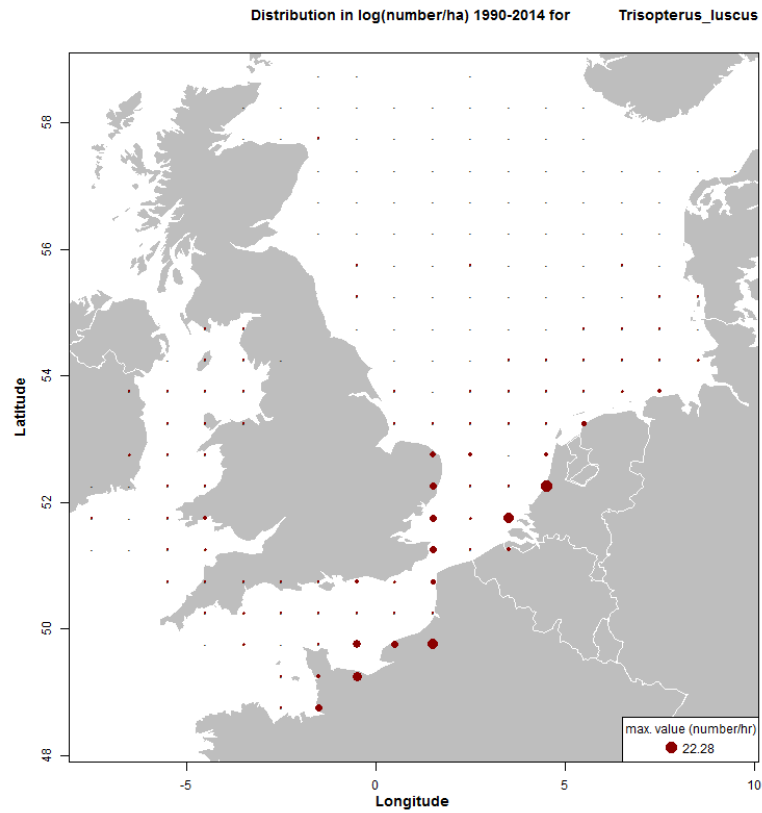 Distribution in log(number/ha) 1990-2014 for Trisopterus_luscus
58
56
54
52
50
48
Latitude
max. value (number/hr)
22.28
-5 0 5 10
Longitude